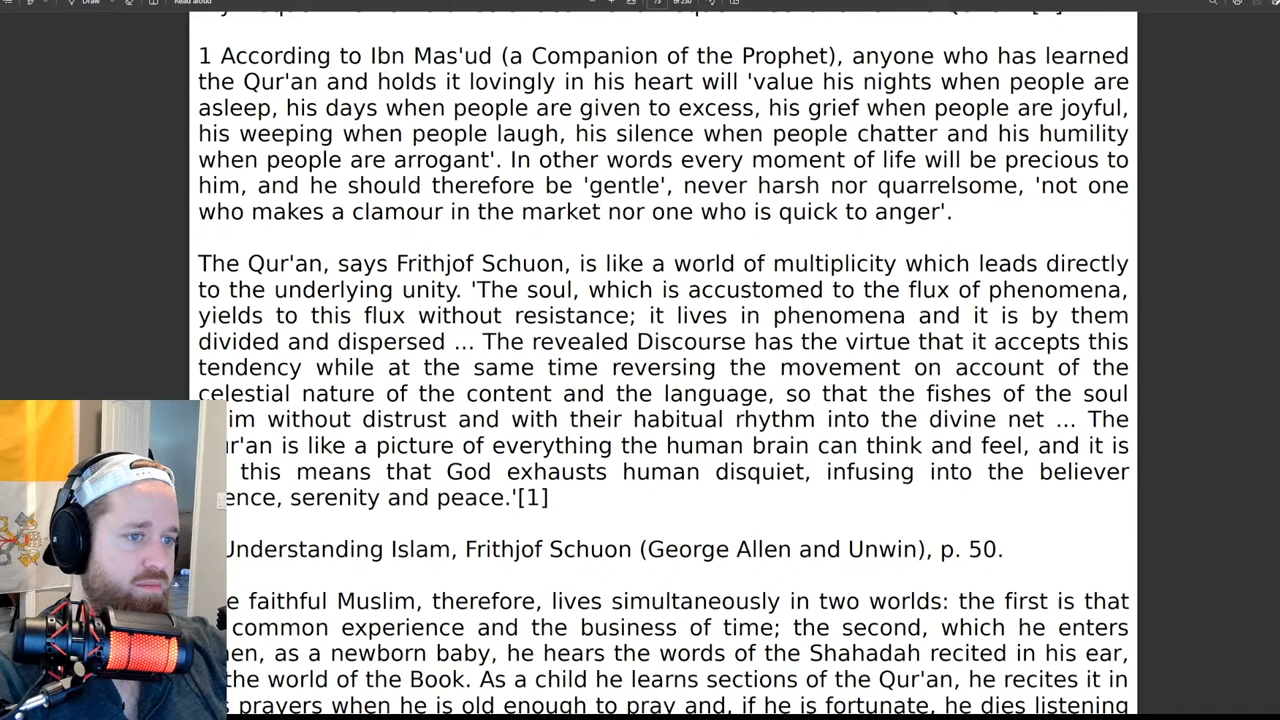 Draw
Read aloud
1 According to Ibn Mas'ud (a Companion of the Prophet), anyone who has learned
the Qur'an and holds it lovingly in his heart will 'value his nights when people are
asleep, his days when people are given to excess, his grief when people are joyful,
his weeping when people laugh, his silence when people chatter and his humility
when people are arrogant'. In other words every moment of life will be precious to
him, and he should therefore be 'gentle', never harsh nor quarrelsome, 'not one
who makes a clamour in the market nor one who is quick to anger'.
The Qur'an, says Frithjof Schuon, is like a world of multiplicity which leads directly
to the underlying unity. 'The soul, which is accustomed to the flux of phenomena,
yields to this flux without resistance; it lives in phenomena and it is by them
divided and dispersed ... The revealed Discourse has the virtue that it accepts this
tendency while at the same time reversing the movement on account of the
celestial nature of the content and the language, so that the fishes of the soul
im without distrust and with their habitual rhythm into the divine net ... The
ur'an is like a picture of everything the human brain can think and feel, and it is
this means that God exhausts human disquiet, infusing into the believer
ence, serenity and peace.'[1]
Understanding Islam, Frithjof Schuon (George Allen and Unwin), p. 50.
e faithful Muslim, therefore, lives simultaneously in two worlds: the first is that
common experience and the business of time; the second, which he enters
en, as a newborn baby, he hears the words of the Shahadah recited in his ear,
the world of the Book. As a child he learns sections of the Qur'an, he recites it in
prayers when he is old enough to pray and, if he is fortunate, he dies listening